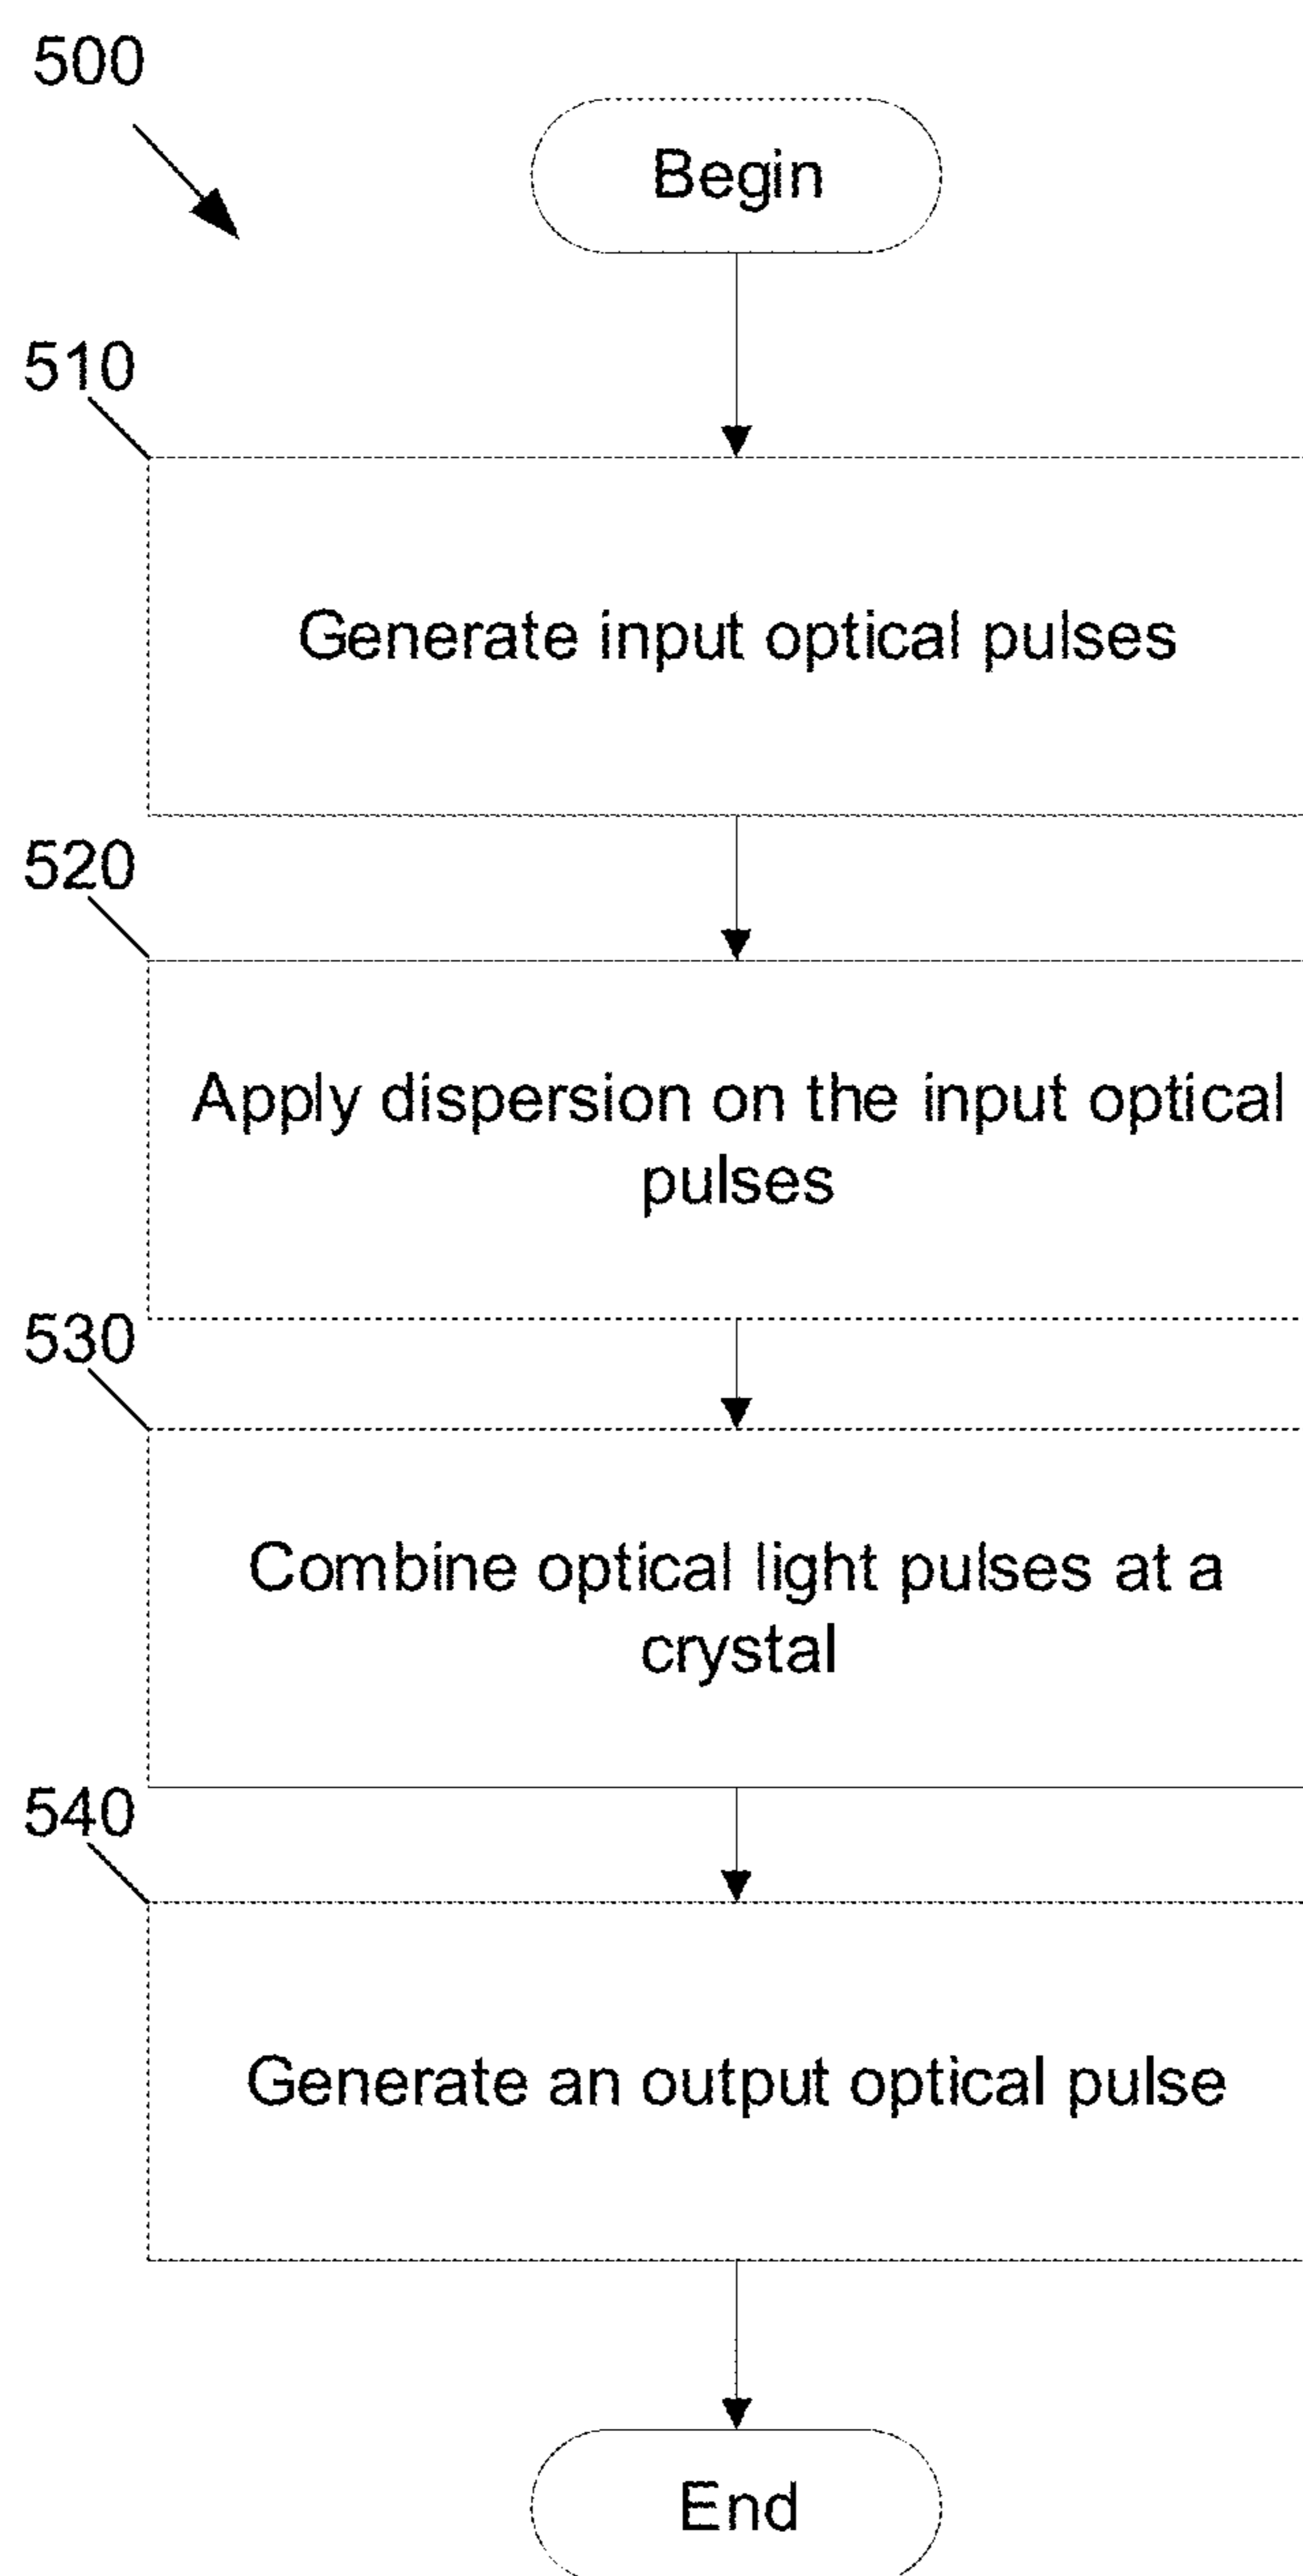 500
Begin
510
Generate input optical pulses
520
Apply dispersion on the input optical
pulses
530
Combine optical light pulses at a
crystal
540
Generate an output optical pulse
End